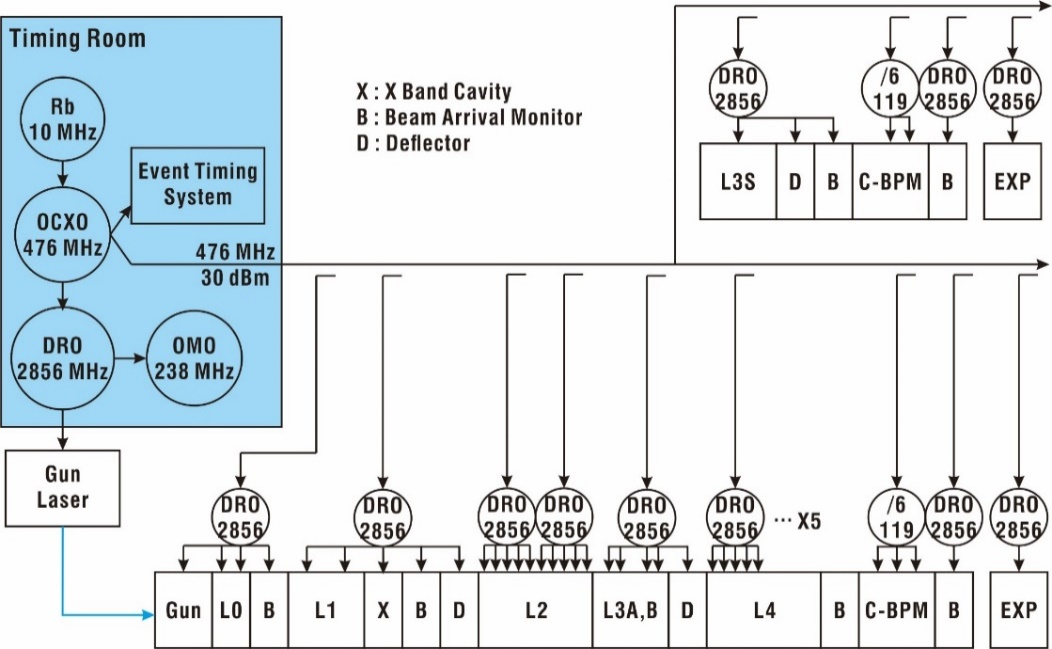 Timing Room
Rb
10 MHz
OCXO
476 MHz
Event Timing
System
476 MHz
30 dBm
DRO
2856 MHz
OMO
238 MHz
Gun
Laser
X : X Band Cavity
B : Beam Arrival Monitor
D : Deflector
DRO
2856
/6
119
DRO
2856
DRO
2856
L3S
D
B
C-BPM
B
EXP
DRO
2856
DRO
2856
DRO
2856
DRO
2856
DRO
2856
DRO
2856
··· X5
/6
119
DRO
2856
DRO
2856
Gun
L0
B
L1
X
B
D
L2
L3A,B
D
L4
B
C-BPM
B
EXP